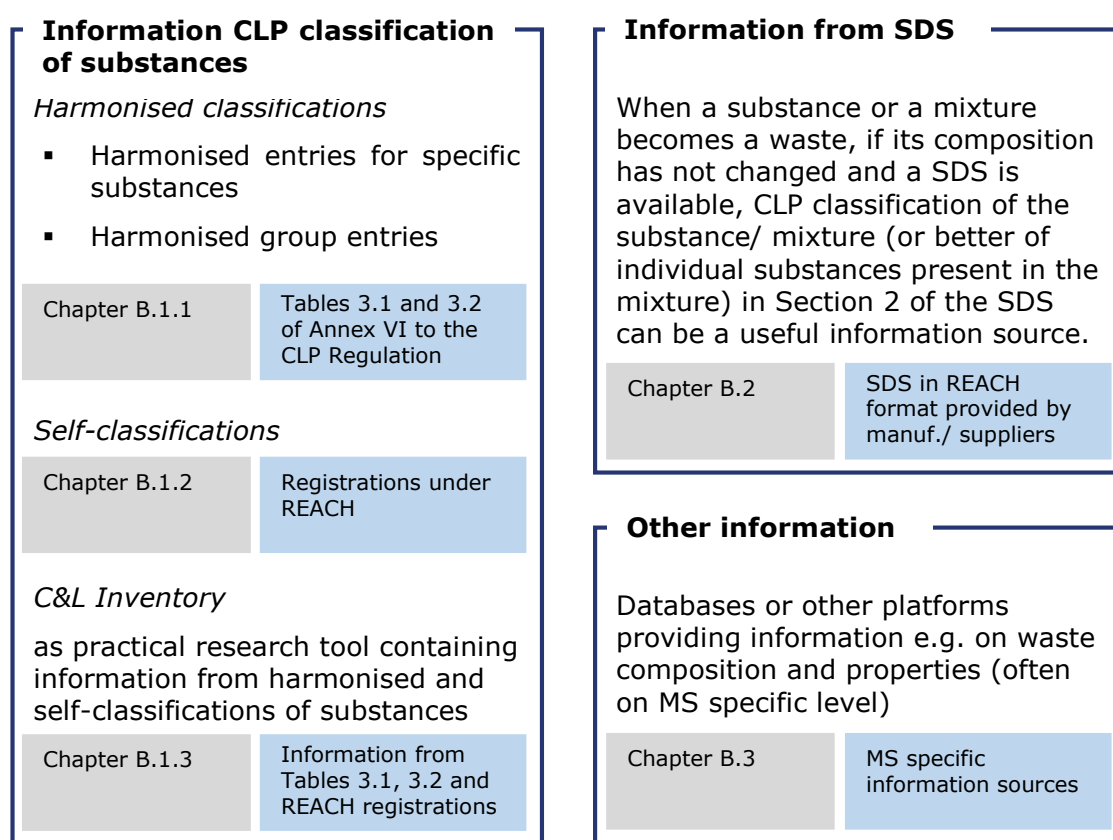 Information CLP classification
of substances
Harmonised classifications
▪ Harmonised entries for specific
substances
▪ Harmonised group entries
Chapter B.1.1
Tables 3.1 and 3.2
of Annex VI to the
CLP Regulation
Self-classifications
Chapter B.1.2
Registrations under
REACH
C&L Inventory
as practical research tool containing
information from harmonised and
self-classifications of substances
Chapter B.1.3
Information from
Tables 3.1, 3.2 and
REACH registrations
Information from SDS
When a substance or a mixture
becomes a waste, if its composition
has not changed and a SDS is
available, CLP classification of the
substance/ mixture (or better of
individual substances present in the
mixture) in Section 2 of the SDS
can be a useful information source.
Chapter B.2
SDS in REACH
format provided by
manuf./ suppliers
Other information
Databases or other platforms
providing information e.g. on waste
composition and properties (often
on MS specific level)
Chapter B.3
MS specific
information sources